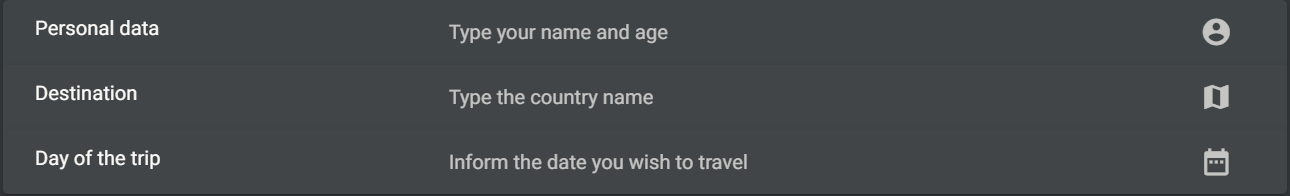 Personal data
Type your name and age
Destination
Type the country name
Day of the trip
Inform the date you wish to travel